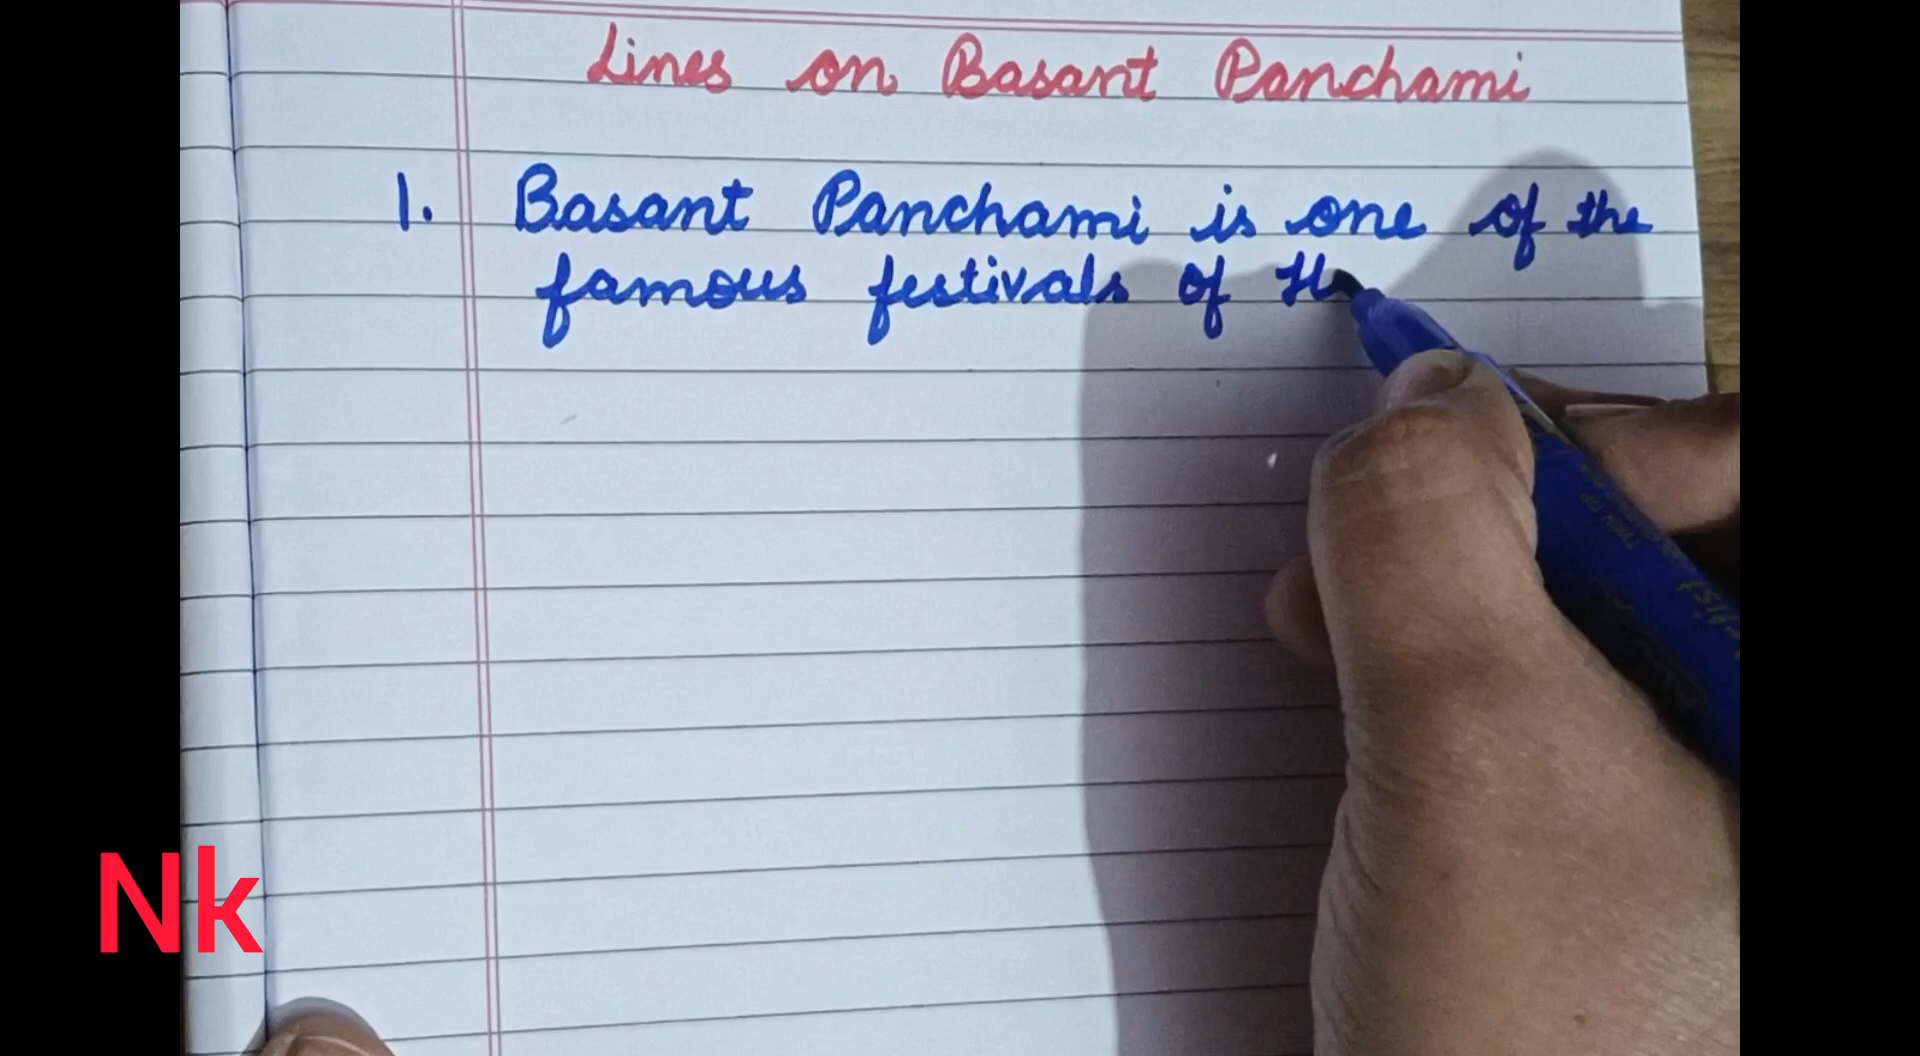 Lines on Basant Panchami
1. Basant Panchami is one of the
famous festivals of
Nk